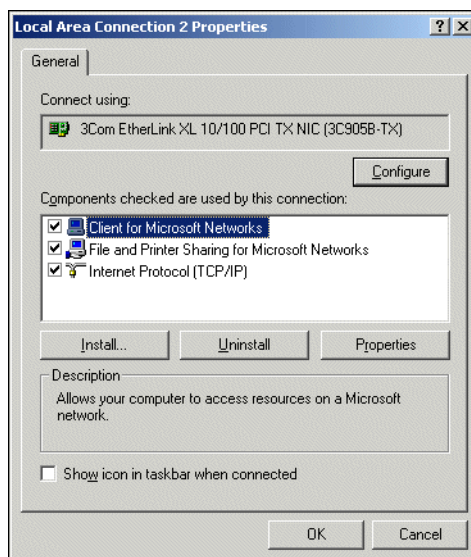 Local Area Connection 2 Properties
General
Connect using:
3Com EtherLink XL 10/100 PCI TX NIC (3C905B-TX)
Configure
Components checked are used by this connection:
Client for Microsoft Networks
File and Printer Sharing for Microsoft Networks
Internet Protocol (TCP/IP)
Install... Uninstall Properties
Description
Allows your computer to access resources on a Microsoft
network.
Show icon in taskbar when connected
OK Cancel